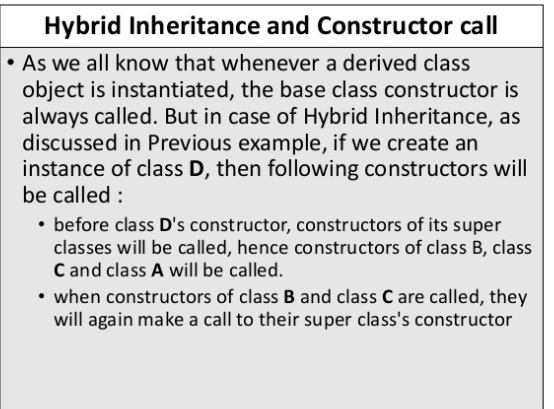 Hybrid Inheritance and Constructor call
• As we all know that whenever a derived class
object is instantiated, the base class constructor is
always called. But in case of Hybrid Inheritance, as
discussed in Previous example, if we create an
instance of class D, then following constructors will
be called :
• before class D's constructor, constructors of its super
classes will be called, hence constructors of class B, class
C and class A will be called.
• when constructors of class B and class C are called, they
will again make a call to their super class's constructor